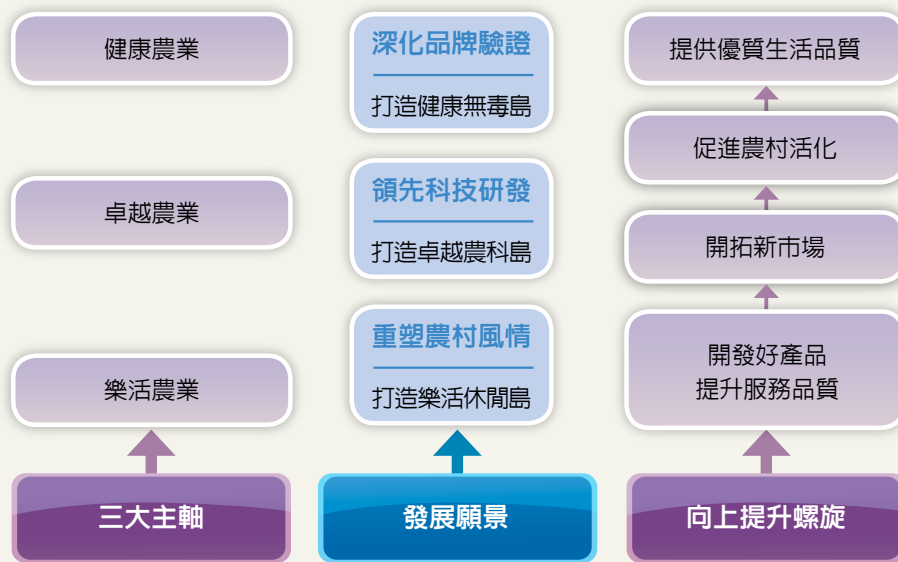 健康農業
卓越農業
樂活農業
三大主軸
深化品牌驗證
打造健康無毒島
領先科技研發
打造卓越農科島
重塑農村風情
打造樂活休閒島
發展願景
提供優質生活品質
促進農村活化
開拓新市場
開發好產品
提升服務品質
向上提升螺旋